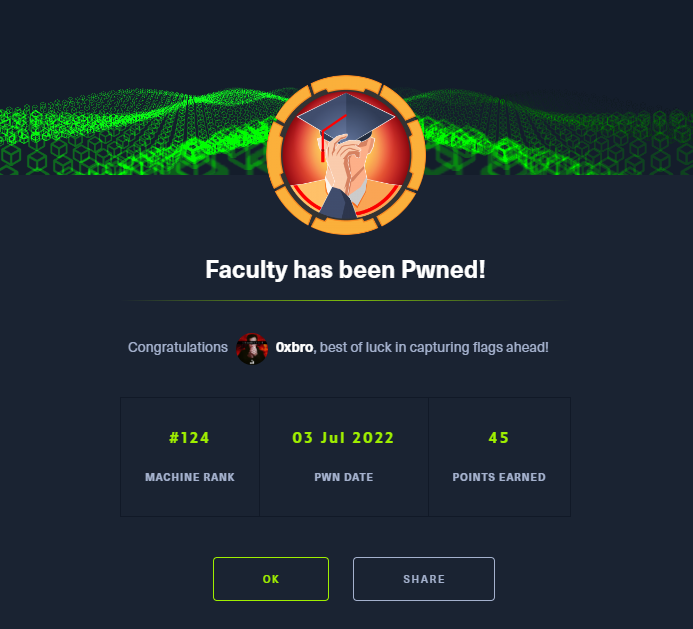 Faculty has been Pwned!
Congratulations 0xbro, best of luck in capturing flags ahead!
#124 03 Jul 2022 45
MACHINE RANK PWN DATE POINTS EARNED
OK SHARE